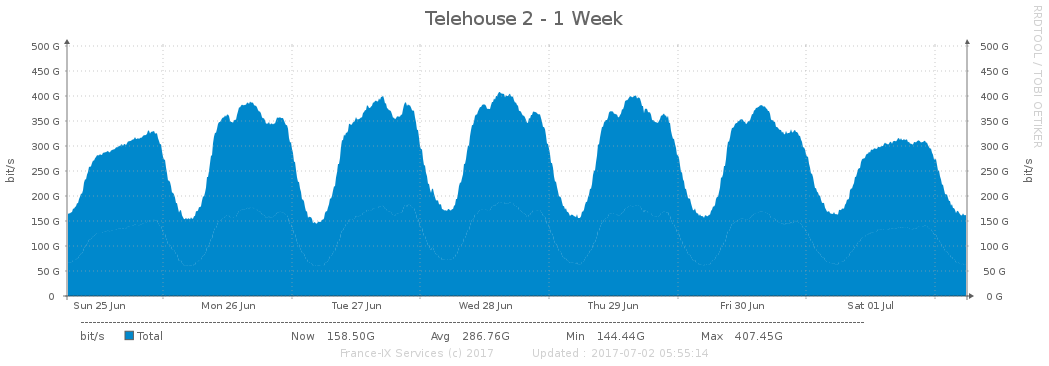 Telehouse 2 - 1 Week
RRDTOOL / TOBI OETIKER
500 G 500 G
450 G 450 G
400 G 400 G
350 G 350 G
300 G 300 G
250 G 250 G
200 G 200 G
150 G 150 G
100 G 100 G
50 G 50 G
0 0 G
bit/s bit/s
Sun 25 Jun Mon 26 Jun Tue 27 Jun Wed 28 Jun Thu 29 Jun Fri 30 Jun Sat 01 Jul
bit/s Total Now 158.50G Avg 286.76G Min 144.44G Max 407.45G
France-IX Services (c) 2017 Updated : 2017-07-02 05:55:14